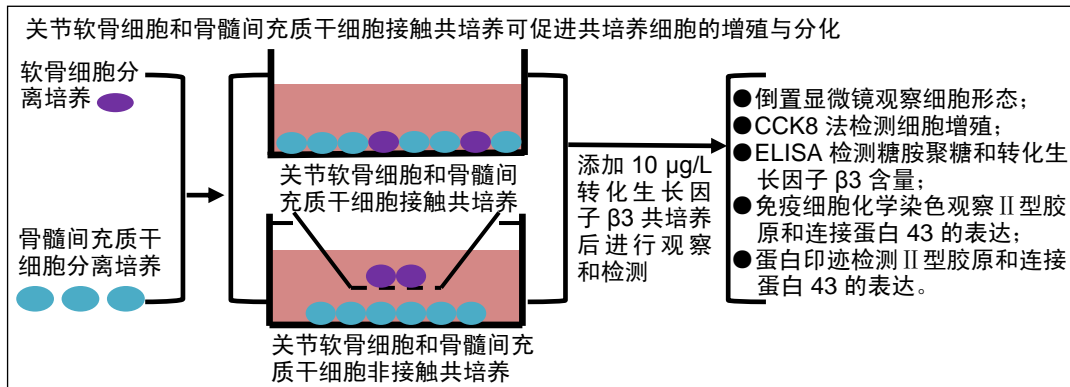 关节软骨细胞和骨髓间充质干细胞接触共培养可促进共培养细胞的增殖与分化
软骨细胞分
离培养
骨髓间充质干
细胞分离培养
关节软骨细胞和骨髓间
充质干细胞接触共培养
关节软骨细胞和骨髓间充
质干细胞非接触共培养
添加 10 μg/L
转化生长因
子 β3 共培养
后进行观察
和检测
●倒置显微镜观察细胞形态；
●CCK8 法检测细胞增殖；
●ELISA 检测糖胺聚糖和转化生
长因子 β3 含量；
●免疫细胞化学染色观察Ⅱ型胶
原和连接蛋白 43 的表达；
●蛋白印迹检测Ⅱ型胶原和连接
蛋白 43 的表达。